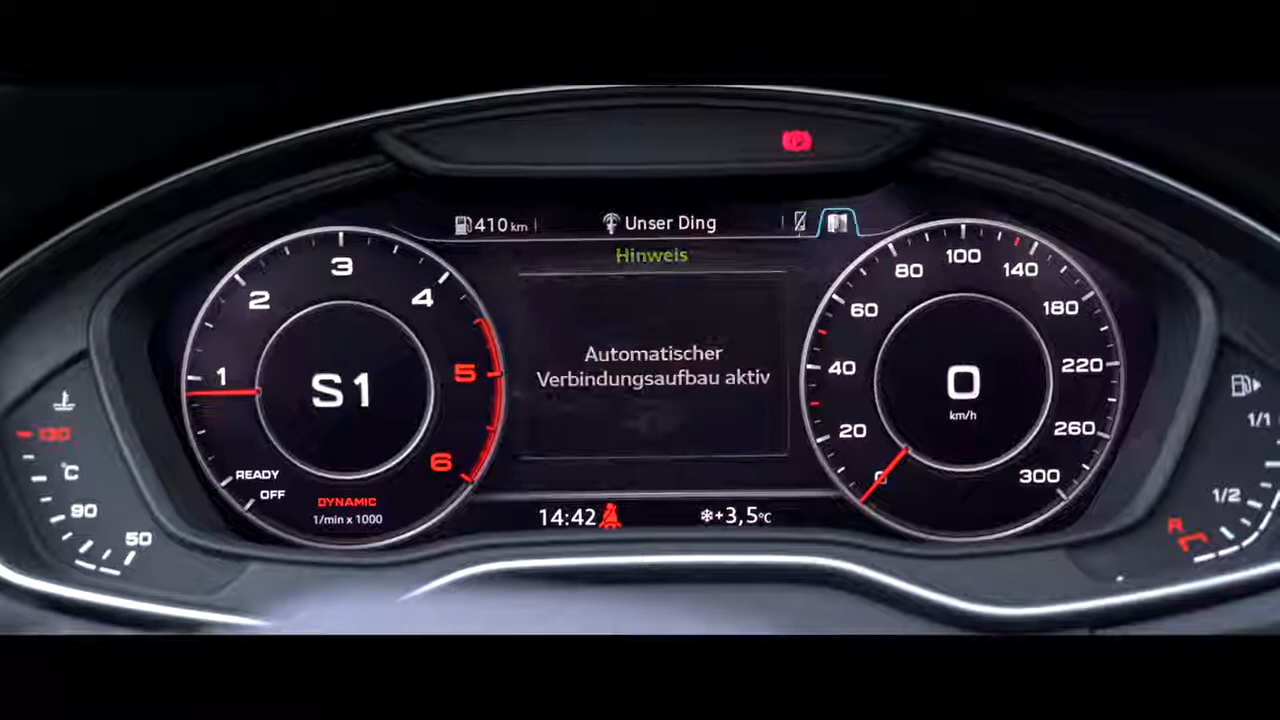 410 km
Unser Ding
Hinweis
Automatischer
Verbindungsaufbau aktiv
1
2
3
4
5
6
S1
READY
OFF
DYNAMIC
1/min x 1000
0
20
40
60
80
100
140
180
220
260
300
0
km/h
130
°C
90
50
1/1
1/2
R
14:42
+3,5°C